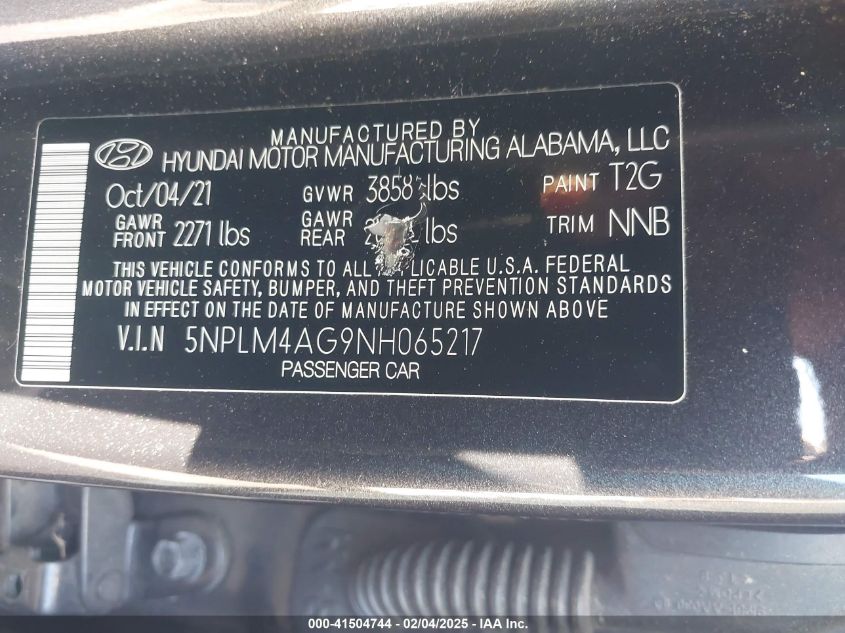 MANUFACTURED BY
HYUNDAI MOTOR MANUFACTURING ALABAMA, LLC
Oct/04/21 GVWR 3858 lbs PAINT T2G
GAWR FRONT 2271 lbs GAWR REAR lbs TRIM NNB
THIS VEHICLE CONFORMS TO ALL LICABLE U.S.A. FEDERAL
MOTOR VEHICLE SAFETY, BUMPER, AND THEFT PREVENTION STANDARDS
IN EFFECT ON THE DATE OF MANUFACTURE SHOWN ABOVE
V.I.N 5NPLM4AG9NH065217
PASSENGER CAR
000-41504744 - 02/04/2025 - © IAA Inc.